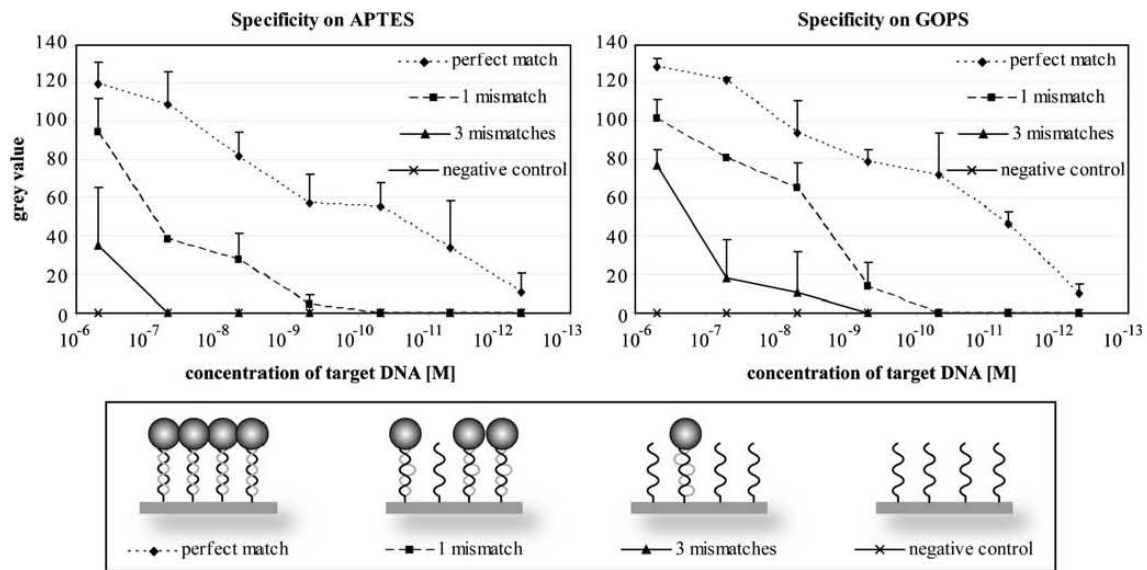 Specificity on APTES
140
120
100
80
60
40
20
0
grey value
perfect match
1 mismatch
3 mismatches
negative control
10-6 10-7 10-8 10-9 10-10 10-11 10-12 10-13
concentration of target DNA [M]
Specificity on GOPS
140
120
100
80
60
40
20
0
perfect match
1 mismatch
3 mismatches
negative control
10-6 10-7 10-8 10-9 10-10 10-11 10-12 10-13
concentration of target DNA [M]
perfect match 1 mismatch 3 mismatches negative control